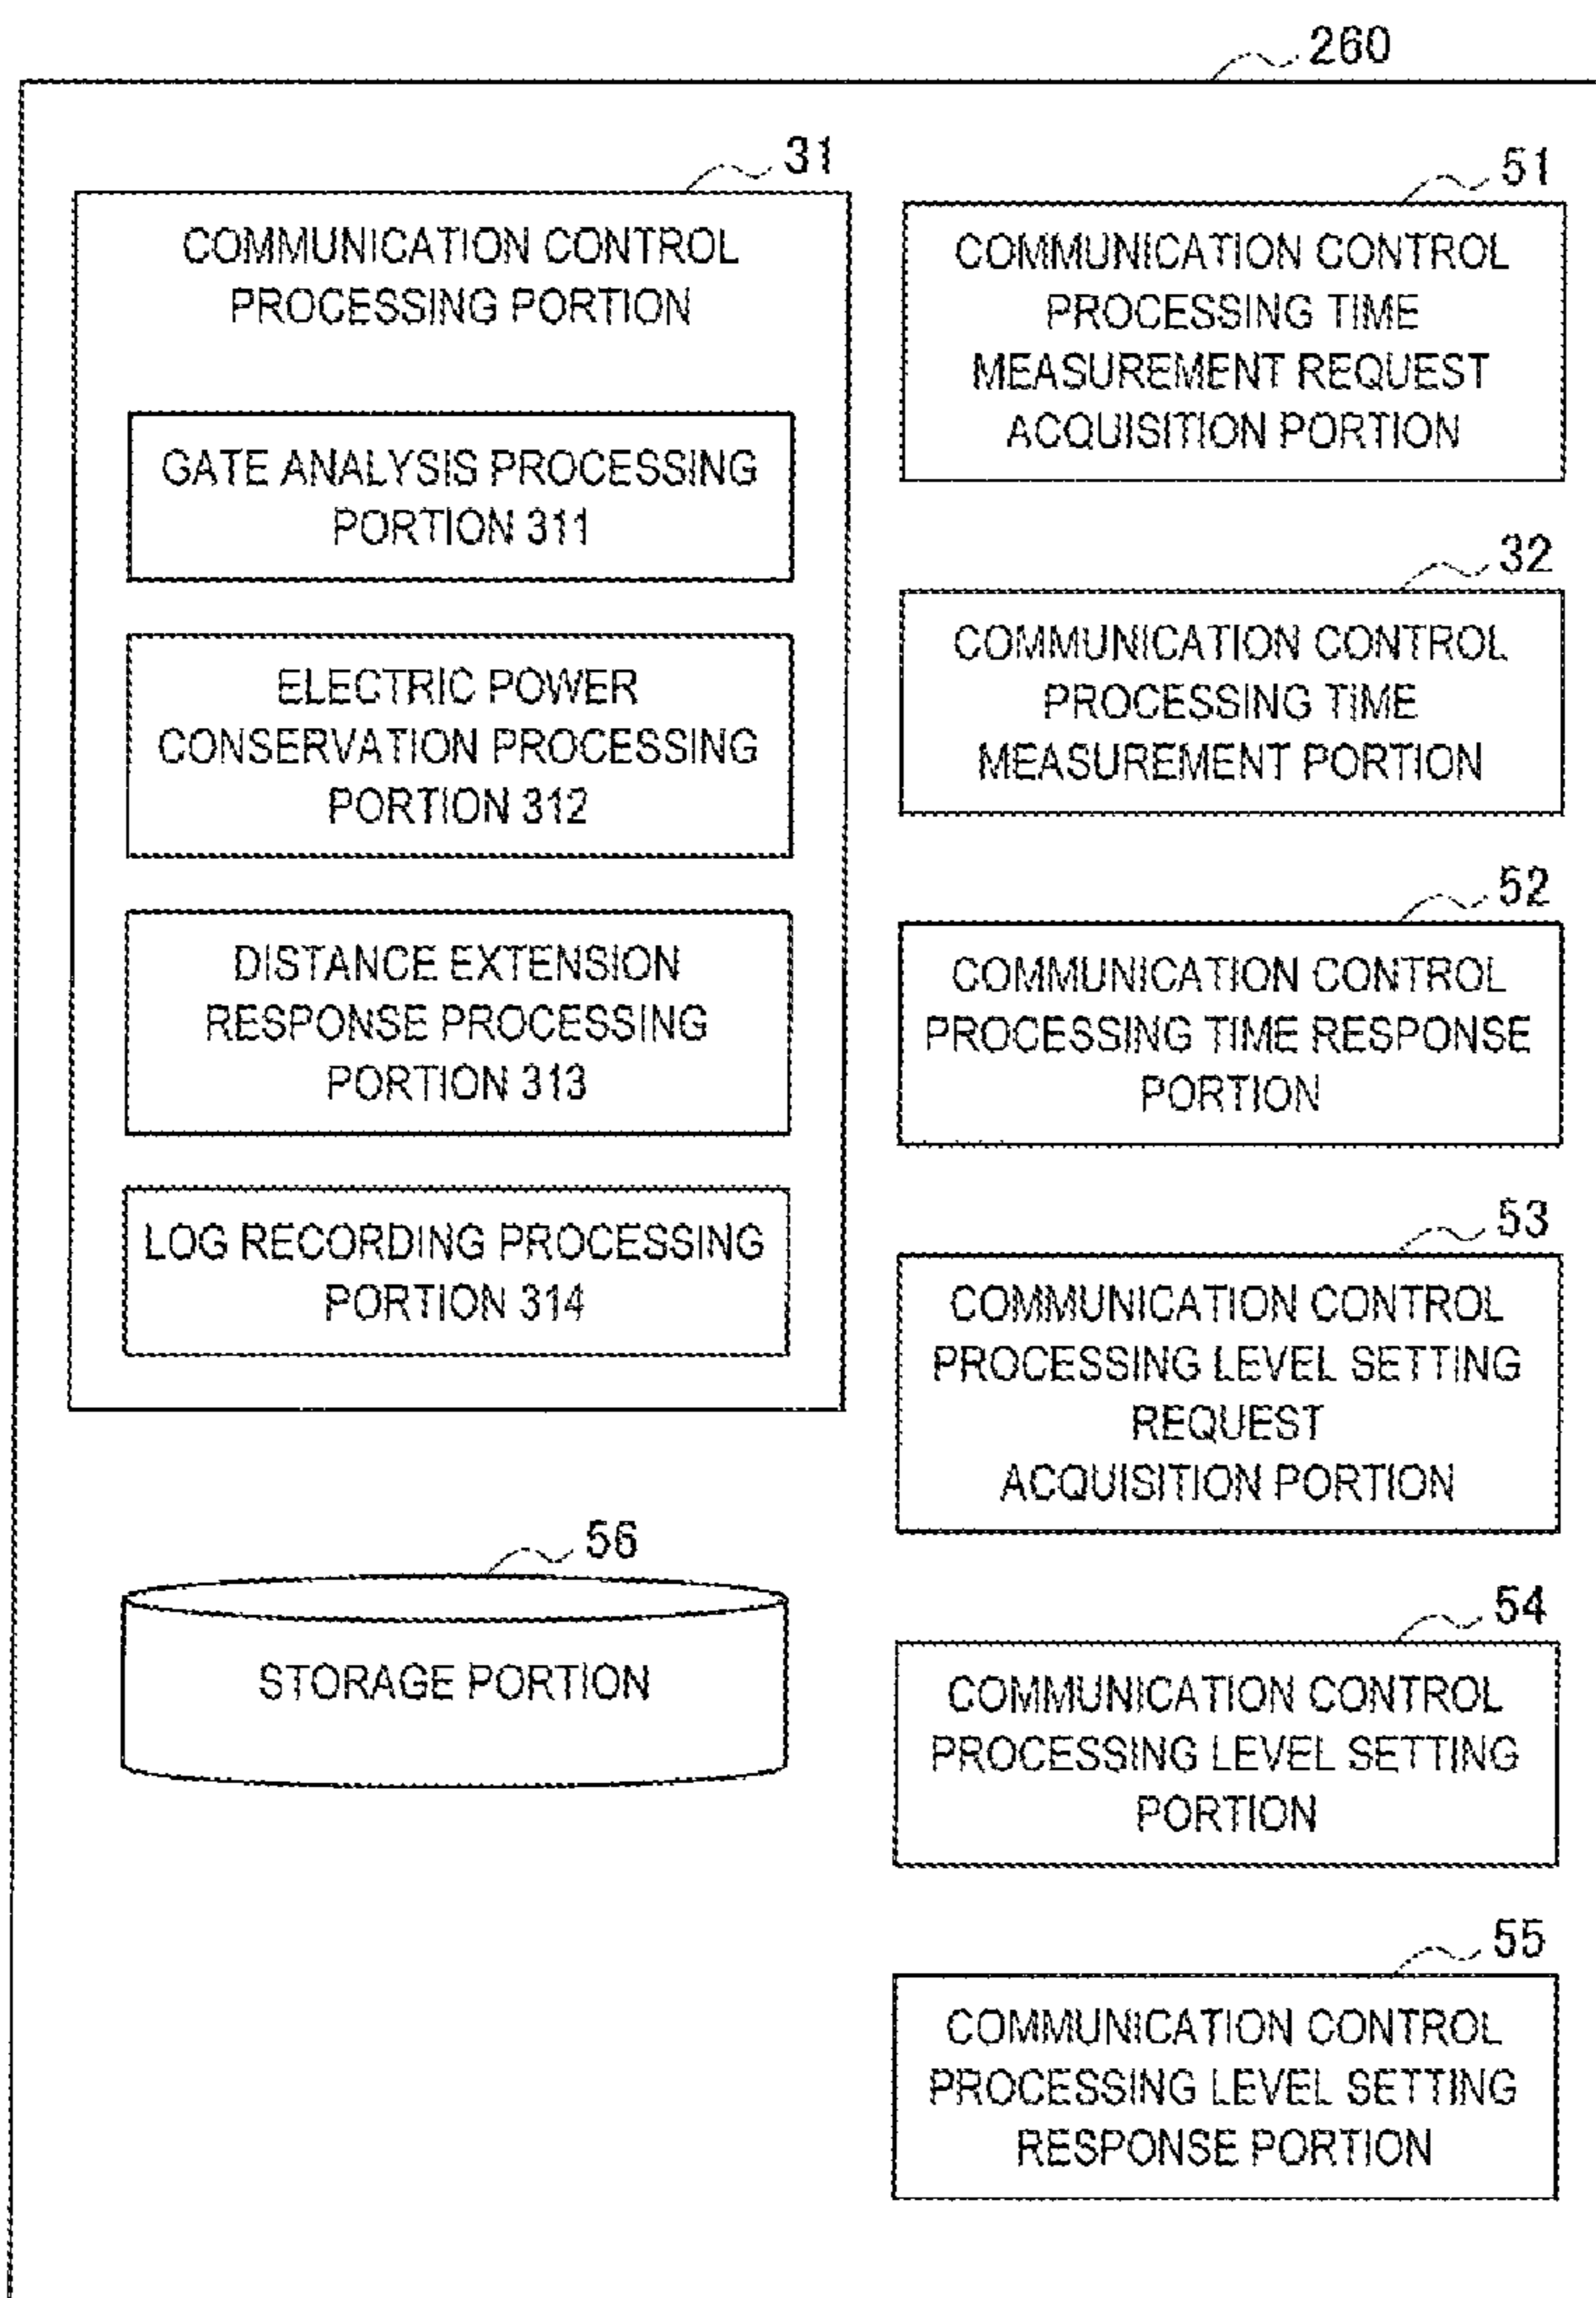 260
31
COMMUNICATION CONTROL
PROCESSING PORTION
GATE ANALYSIS PROCESSING
PORTION 311
ELECTRIC POWER
CONSERVATION PROCESSING
PORTION 312
DISTANCE EXTENSION
RESPONSE PROCESSING
PORTION 313
LOG RECORDING PROCESSING
PORTION 314
56
STORAGE PORTION
51
COMMUNICATION CONTROL
PROCESSING TIME
MEASUREMENT REQUEST
ACQUISITION PORTION
32
COMMUNICATION CONTROL
PROCESSING TIME
MEASUREMENT PORTION
52
COMMUNICATION CONTROL
PROCESSING TIME RESPONSE
PORTION
53
COMMUNICATION CONTROL
PROCESSING LEVEL SETTING
REQUEST
ACQUISITION PORTION
54
COMMUNICATION CONTROL
PROCESSING LEVEL SETTING
PORTION
55
COMMUNICATION CONTROL
PROCESSING LEVEL SETTING
RESPONSE PORTION